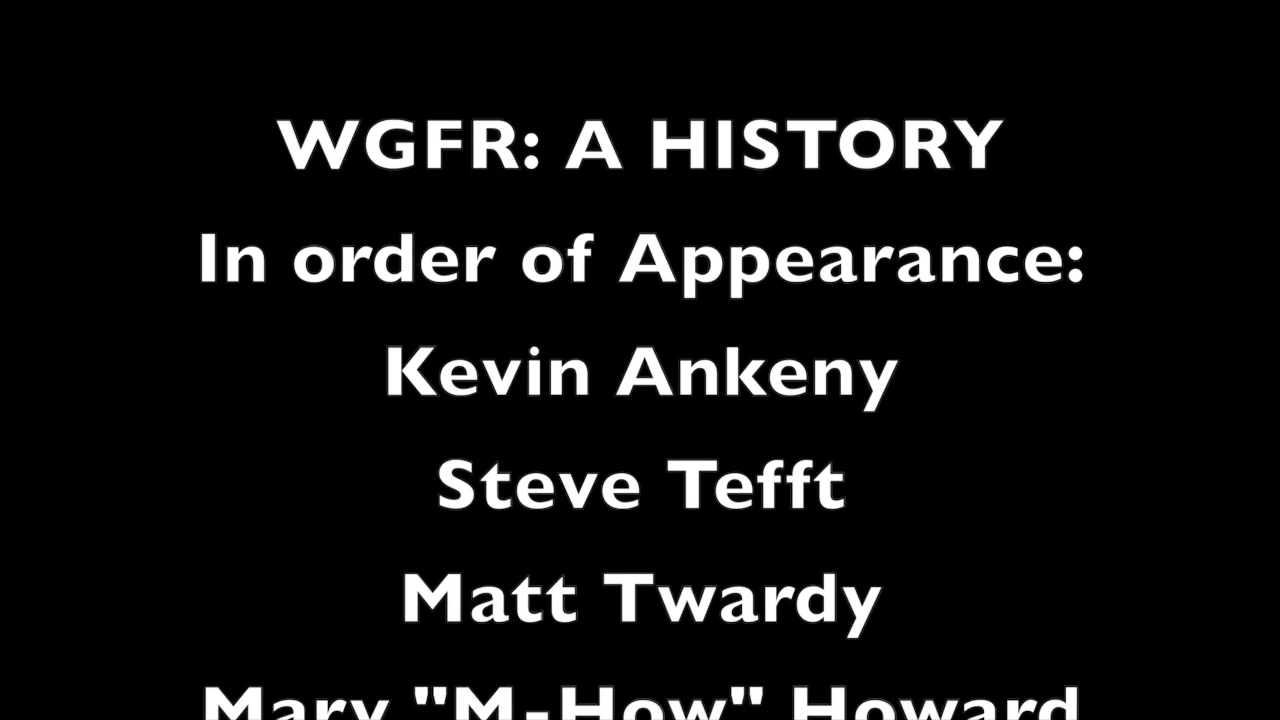 WGFR: A HISTORY
In order of Appearance:
Kevin Ankeny
Steve Tefft
Matt Twardy
Mary "M-How" Howard